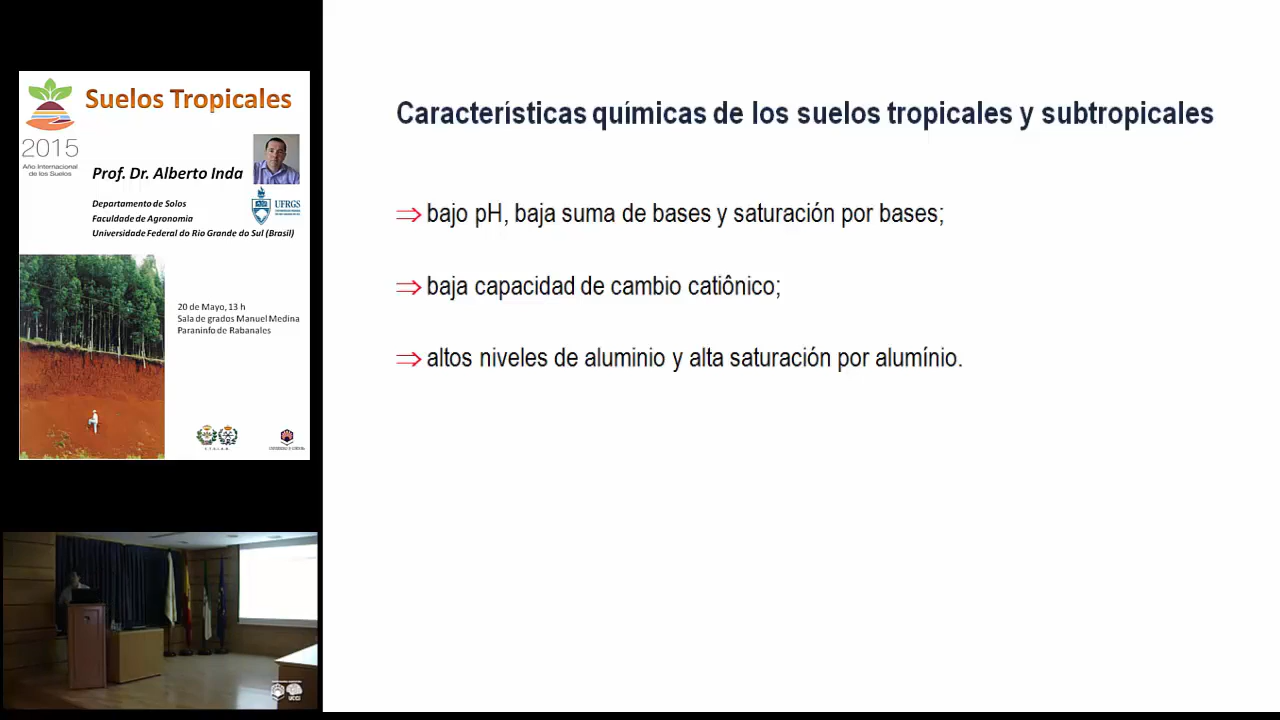 Suelos Tropicales
2015
Año Internacional
de los Suelos
Prof. Dr. Alberto Inda
Departamento de Solos
Faculdade de Agronomia
Universidade Federal do Rio Grande do Sul (Brasil)
UFRGS
20 de Mayo, 13 h
Sala de grados Manuel Medina
Paraninfo de Rabanales
Características químicas de los suelos tropicales y subtropicales
⇒ bajo pH, baja suma de bases y saturación por bases;
⇒ baja capacidad de cambio catiônico;
⇒ altos niveles de aluminio y alta saturación por alumínio.